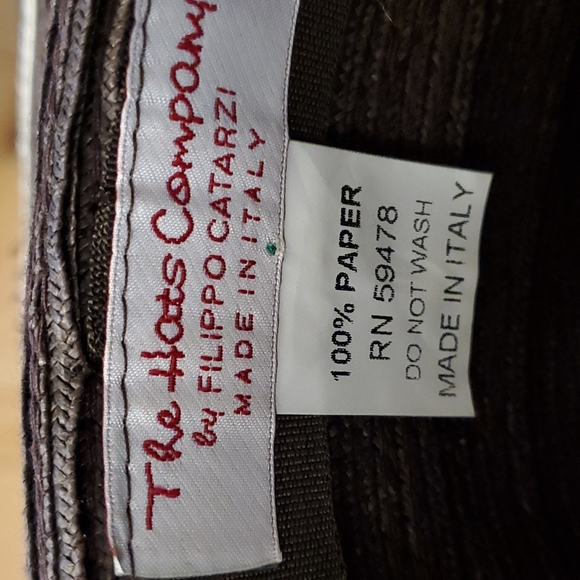 The Hats Company
by FILIPPO CATARZI
MADE IN ITALY
100% PAPER
RN 59478
DO NOT WASH
MADE IN ITALY